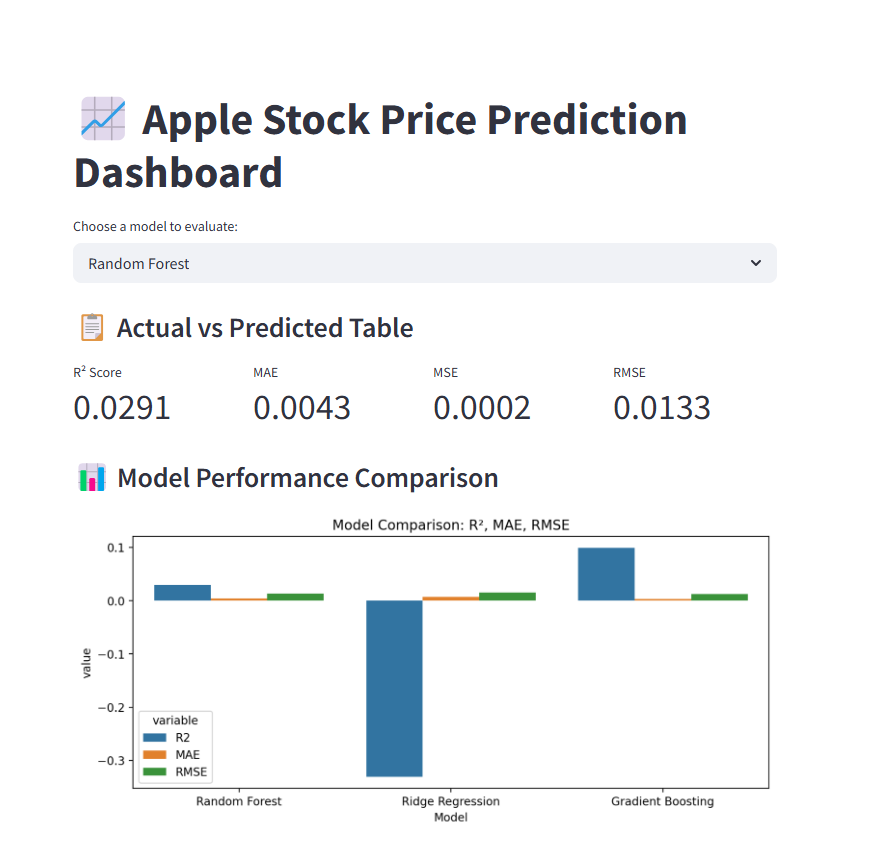 Apple Stock Price Prediction
Dashboard
Choose a model to evaluate:
Random Forest
Actual vs Predicted Table
R² Score MAE MSE RMSE
0.0291 0.0043 0.0002 0.0133
Model Performance Comparison
Model Comparison: R², MAE, RMSE
0.1
0.0
−0.1
−0.2
−0.3
value
variable
R2
MAE
RMSE
Random Forest Ridge Regression Gradient Boosting
Model